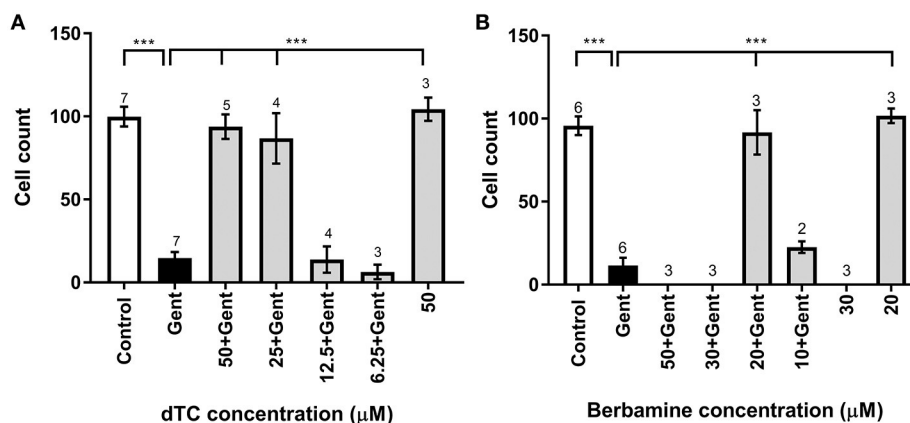 A
150
100
50
0
Cell count
***
***
7
7
5
4
4
3
3
Control
Gent
50+Gent
25+Gent
12.5+Gent
6.25+Gent
50
dTC concentration (μM)
B
150
100
50
0
Cell count
***
***
6
6
3
3
3
2
3
3
Control
Gent
50+Gent
30+Gent
20+Gent
10+Gent
30
20
Berbamine concentration (μM)